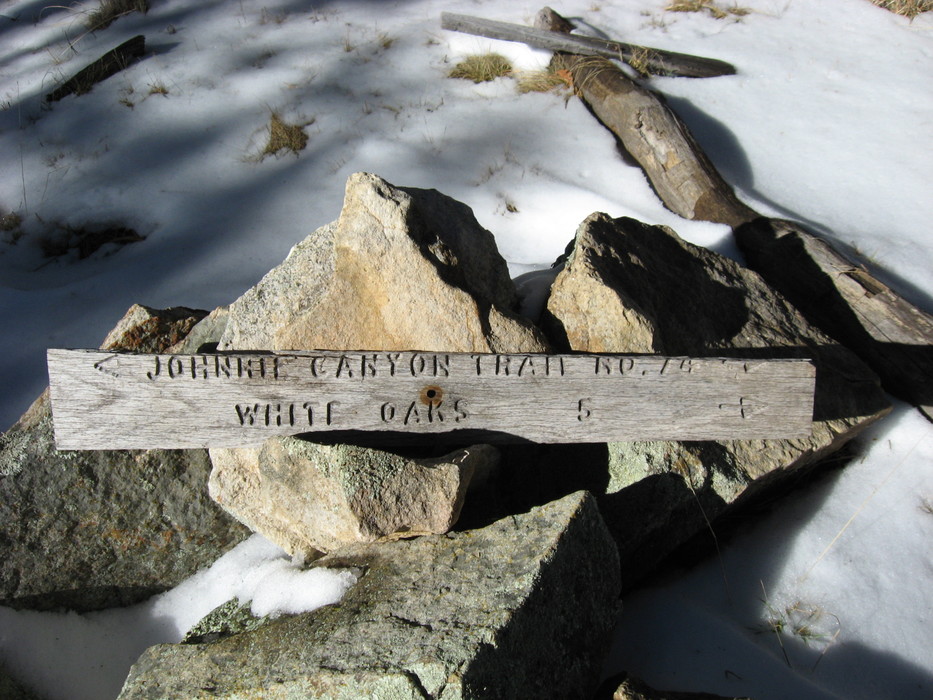 ← JOHNNIE CANYON TRAIL NO. 74 →
WHITE OAKS 5 →